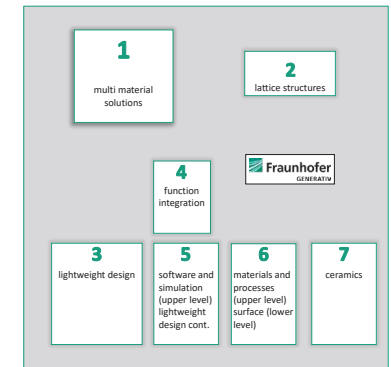 1
multi material
solutions
2
lattice structures
Fraunhofer
GENERATIV
4
function
integration
3
lightweight design
5
software and
simulation
(upper level)
lightweight
design cont.
6
materials and
processes
(upper level)
surface (lower
level)
7
ceramics